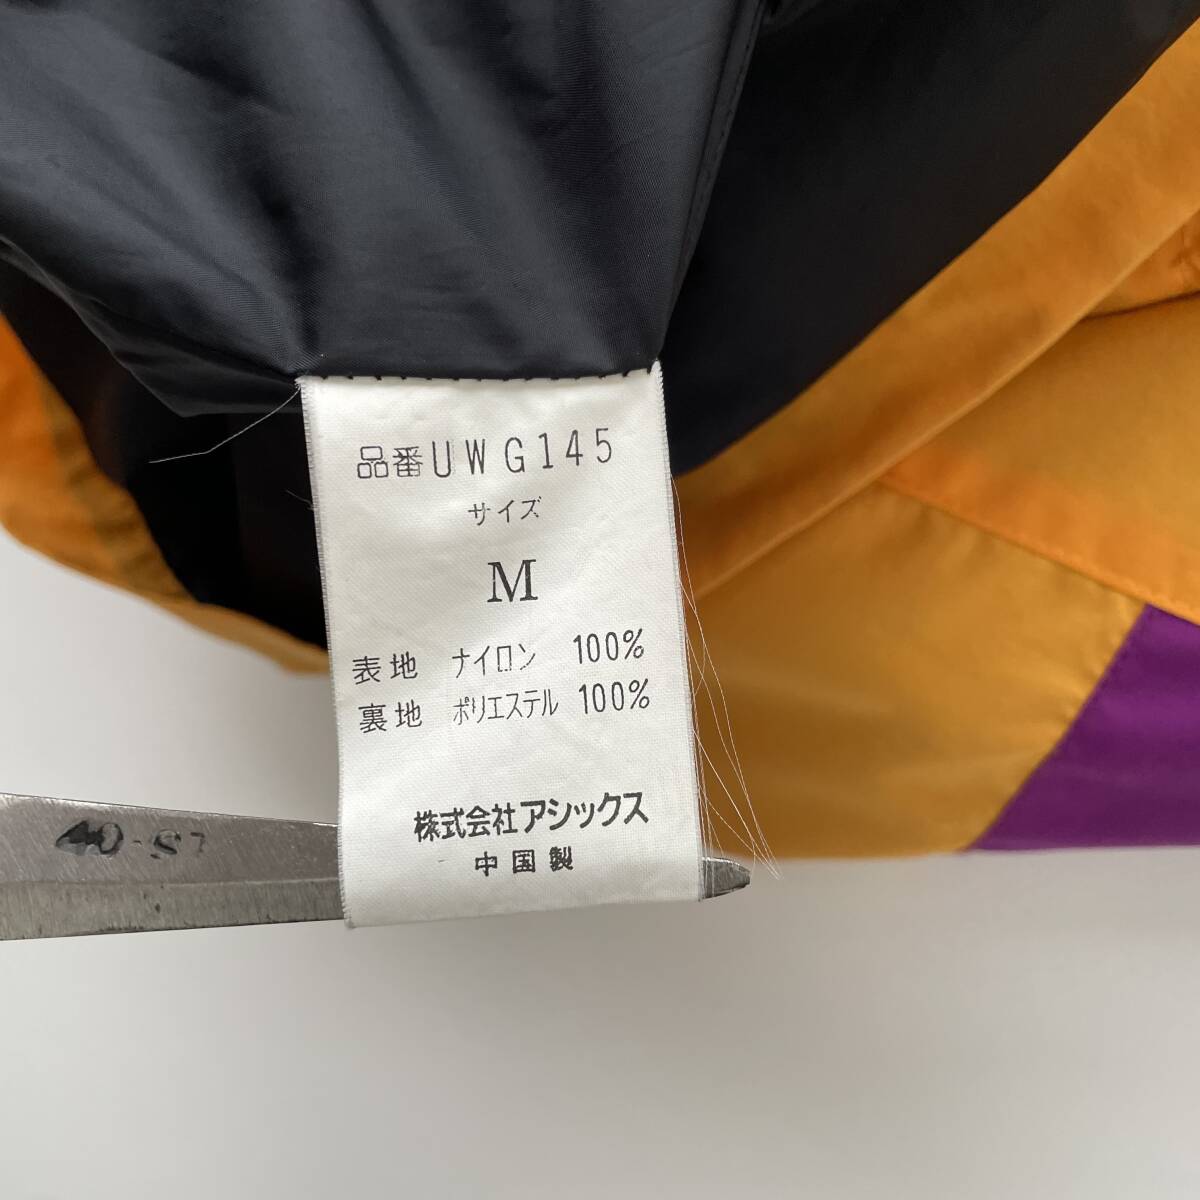 品番UWG145
サイズ
M
表地 ナイロン 100%
裏地 ポリエステル 100%
株式会社アシックス
中国製